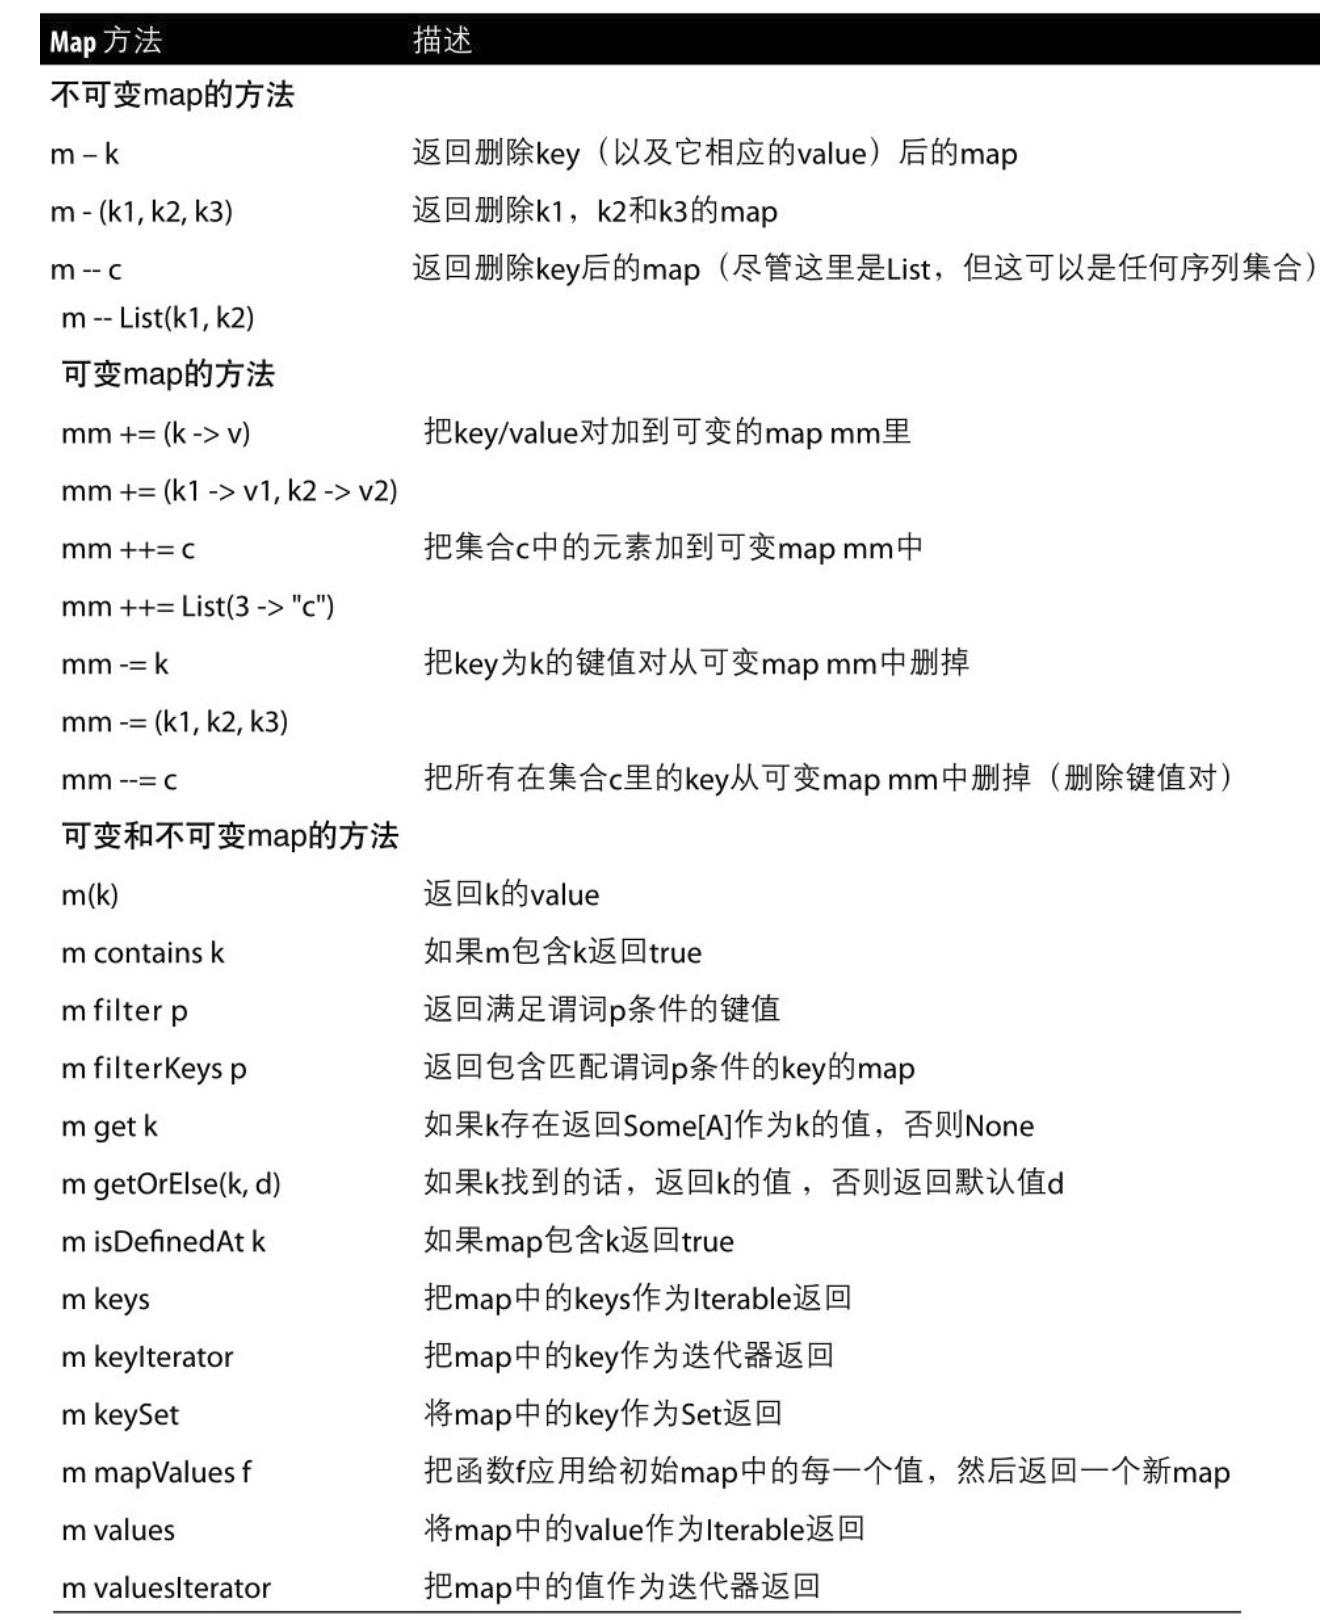 Map 方法 描述
不可变map的方法
m – k 返回删除key（以及它相应的value）后的map
m - (k1, k2, k3) 返回删除k1，k2和k3的map
m -- c 返回删除key后的map（尽管这里是List，但这可以是任何序列集合）
m -- List(k1, k2)
可变map的方法
mm += (k -> v) 把key/value对加到可变的map mm里
mm += (k1 -> v1, k2 -> v2)
mm ++= c 把集合c中的元素加到可变map mm中
mm ++= List(3 -> "c")
mm -= k 把key为k的键值对从可变map mm中删掉
mm -= (k1, k2, k3)
mm --= c 把所有在集合c里的key从可变map mm中删掉（删除键值对）
可变和不可变map的方法
m(k) 返回k的value
m contains k 如果m包含k返回true
m filter p 返回满足谓词p条件的键值
m filterKeys p 返回包含匹配谓词p条件的key的map
m get k 如果k存在返回Some[A]作为k的值，否则None
m getOrElse(k, d) 如果k找到的话，返回k的值 ，否则返回默认值d
m isDefinedAt k 如果map包含k返回true
m keys 把map中的keys作为Iterable返回
m keyIterator 把map中的key作为迭代器返回
m keySet 将map中的key作为Set返回
m mapValues f 把函数f应用给初始map中的每一个值，然后返回一个新map
m values 将map中的value作为Iterable返回
m valuesIterator 把map中的值作为迭代器返回